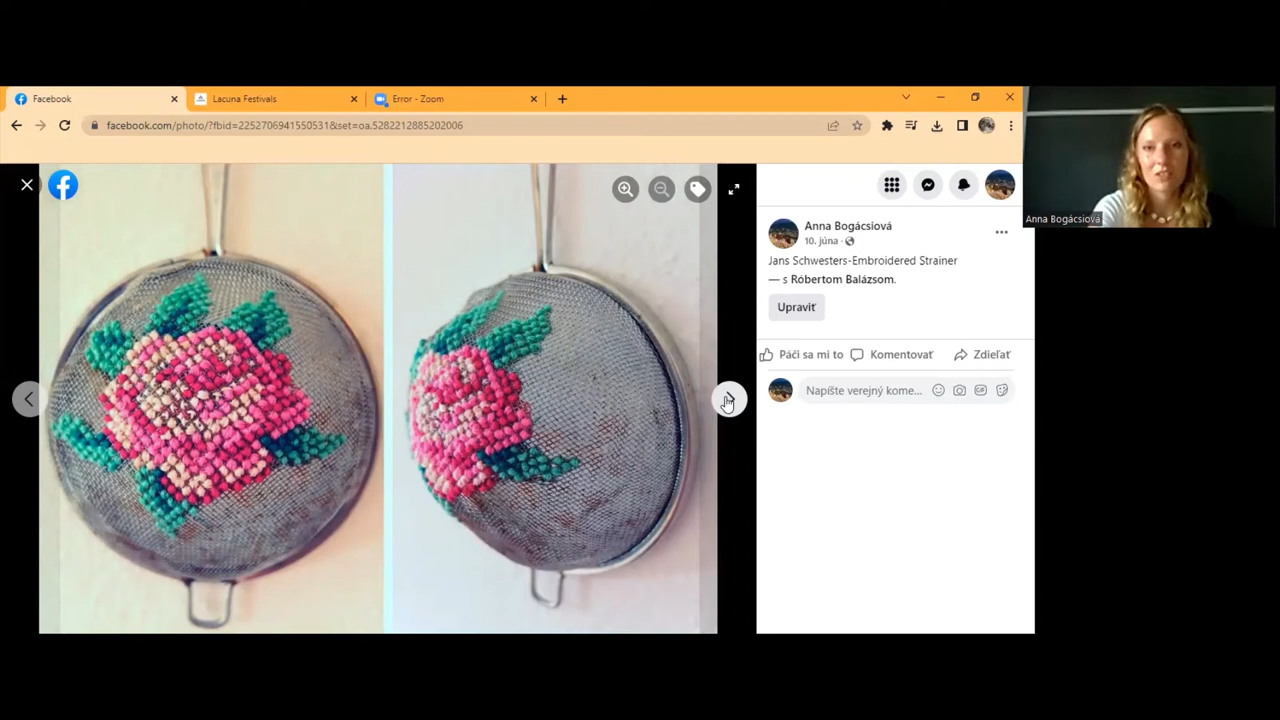 Facebook
Lacuna Festivals
Error - Zoom
facebook.com/photo/?fbid=2252706941550531&set=oa.5282212885202006
Anna Bogácsiová
10. júna ·
Jans Schwesters-Embroidered Strainer
— s Róbertom Balázsom.
Upraviť
Páči sa mi to Komentovať Zdieľať
Napíšte verejný kome...
GIF
Anna Bogácsiová